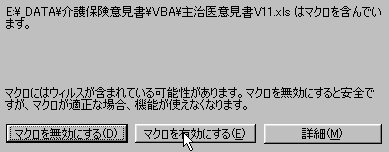 E:¥_DATA¥介護保険意見書¥VBA¥主治医意見書V11.xls はマクロを含んでい
ます。
マクロにはウィルスが含まれている可能性があります。マクロを無効にすると安全で
すが、マクロが適正な場合、機能が使えなくなります。
マクロを無効にする(D)
マクロを有効にする(E)
詳細(M)